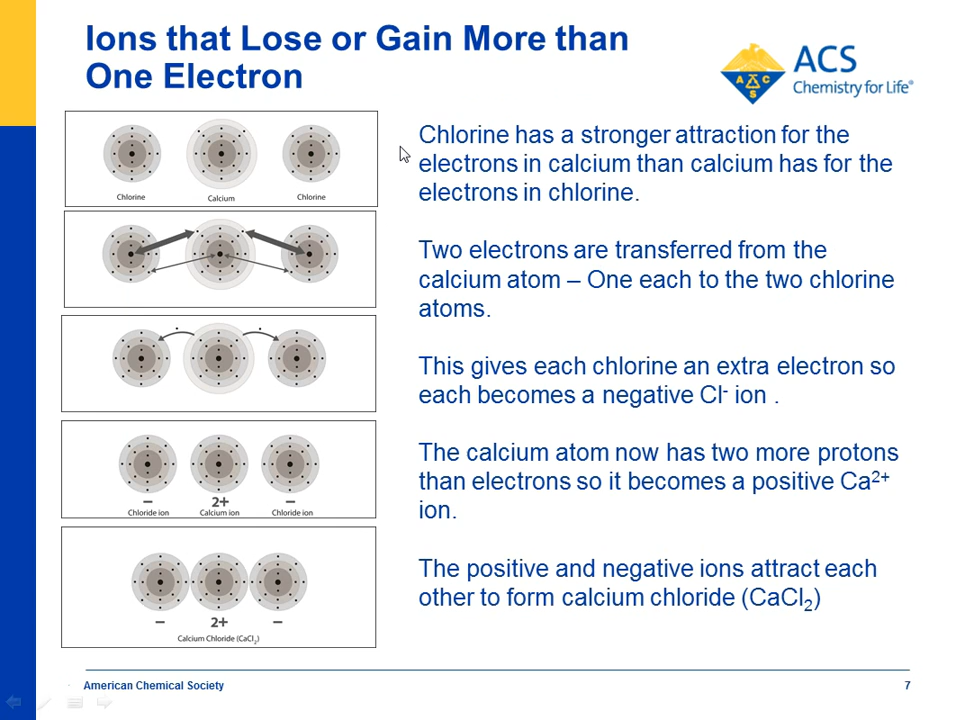 Ions that Lose or Gain More than
One Electron
ACS
Chemistry for Life®
A C S
Chlorine
Calcium
Chlorine
Chlorine has a stronger attraction for the
electrons in calcium than calcium has for the
electrons in chlorine.
Two electrons are transferred from the
calcium atom – One each to the two chlorine
atoms.
This gives each chlorine an extra electron so
each becomes a negative Cl⁻ ion .
The calcium atom now has two more protons
than electrons so it becomes a positive Ca²⁺
ion.
The positive and negative ions attract each
other to form calcium chloride (CaCl₂)
− 2+ −
Chloride ion Calcium ion Chloride ion
− 2+ −
Calcium Chloride (CaCl₂)
American Chemical Society
7